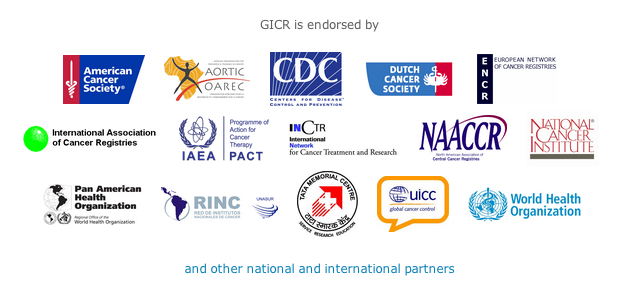 GICR is endorsed by
American
Cancer
Society®
AORTIC
OAREC
CDC
CENTERS FOR DISEASE
CONTROL AND PREVENTION
DUTCH
CANCER
SOCIETY
ENCR
EUROPEAN NETWORK
OF CANCER REGISTRIES
International Association
of Cancer Registries
IAEA
Programme of
Action for
Cancer
Therapy
PACT
INCTR
International
Network
for Cancer Treatment and Research
NAACCR
North American Association of
Central Cancer Registries
NATIONAL
CANCER
INSTITUTE®
Pan American
Health
Organization
Regional Office of the
World Health Organization
RINC
RED DE INSTITUTOS
NACIONALES DE CANCER
UNASUR
TATA MEMORIAL CENTRE
टाटा स्मारक केंद्र
SERVICE RESEARCH EDUCATION
uicc
global cancer control
World Health
Organization
and other national and international partners